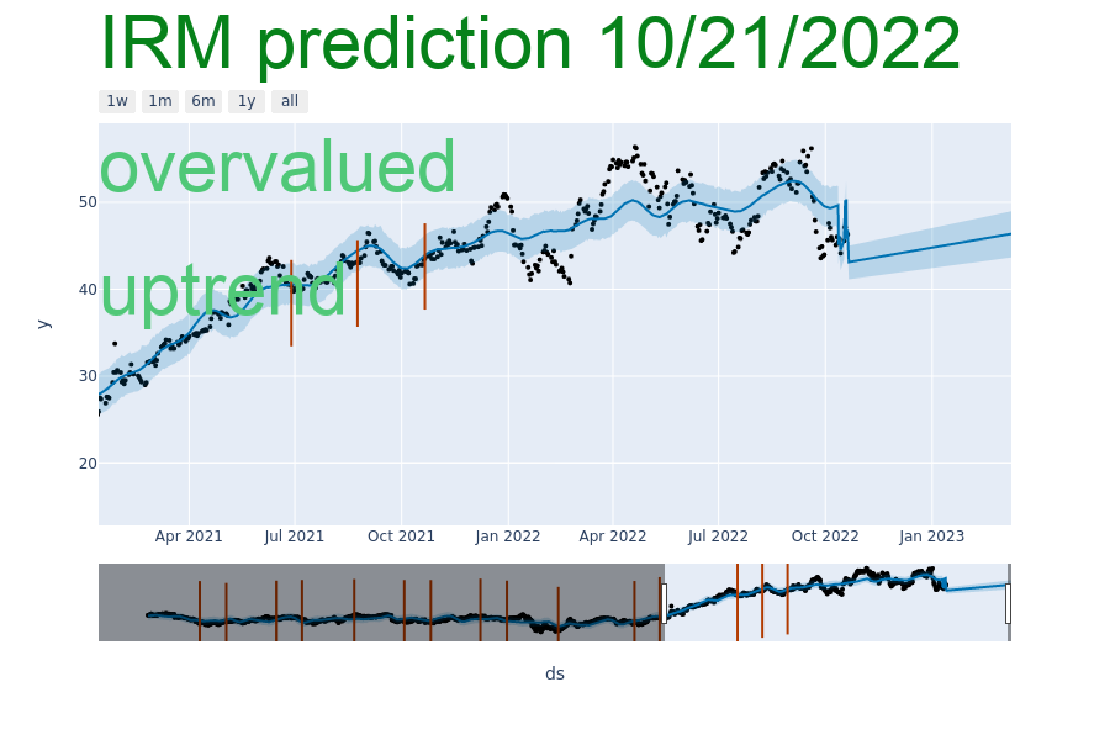 IRM prediction 10/21/2022
1w 1m 6m 1y all
overvalued
50
uptrend
40
y
30
20
Apr 2021 Jul 2021 Oct 2021 Jan 2022 Apr 2022 Jul 2022 Oct 2022 Jan 2023
ds